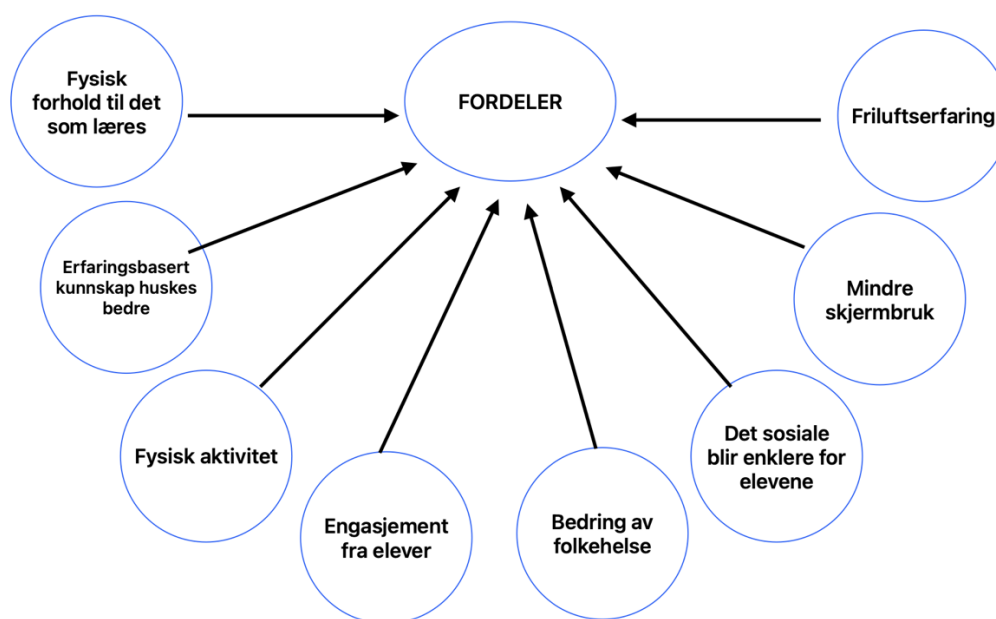 FORDELER
Fysisk
forhold til det
som læres
Erfaringsbasert
kunnskap huskes
bedre
Fysisk aktivitet
Engasjement
fra elever
Bedring av
folkehelse
Det sosiale
blir enklere for
elevene
Mindre
skjermbruk
Friluftserfaring